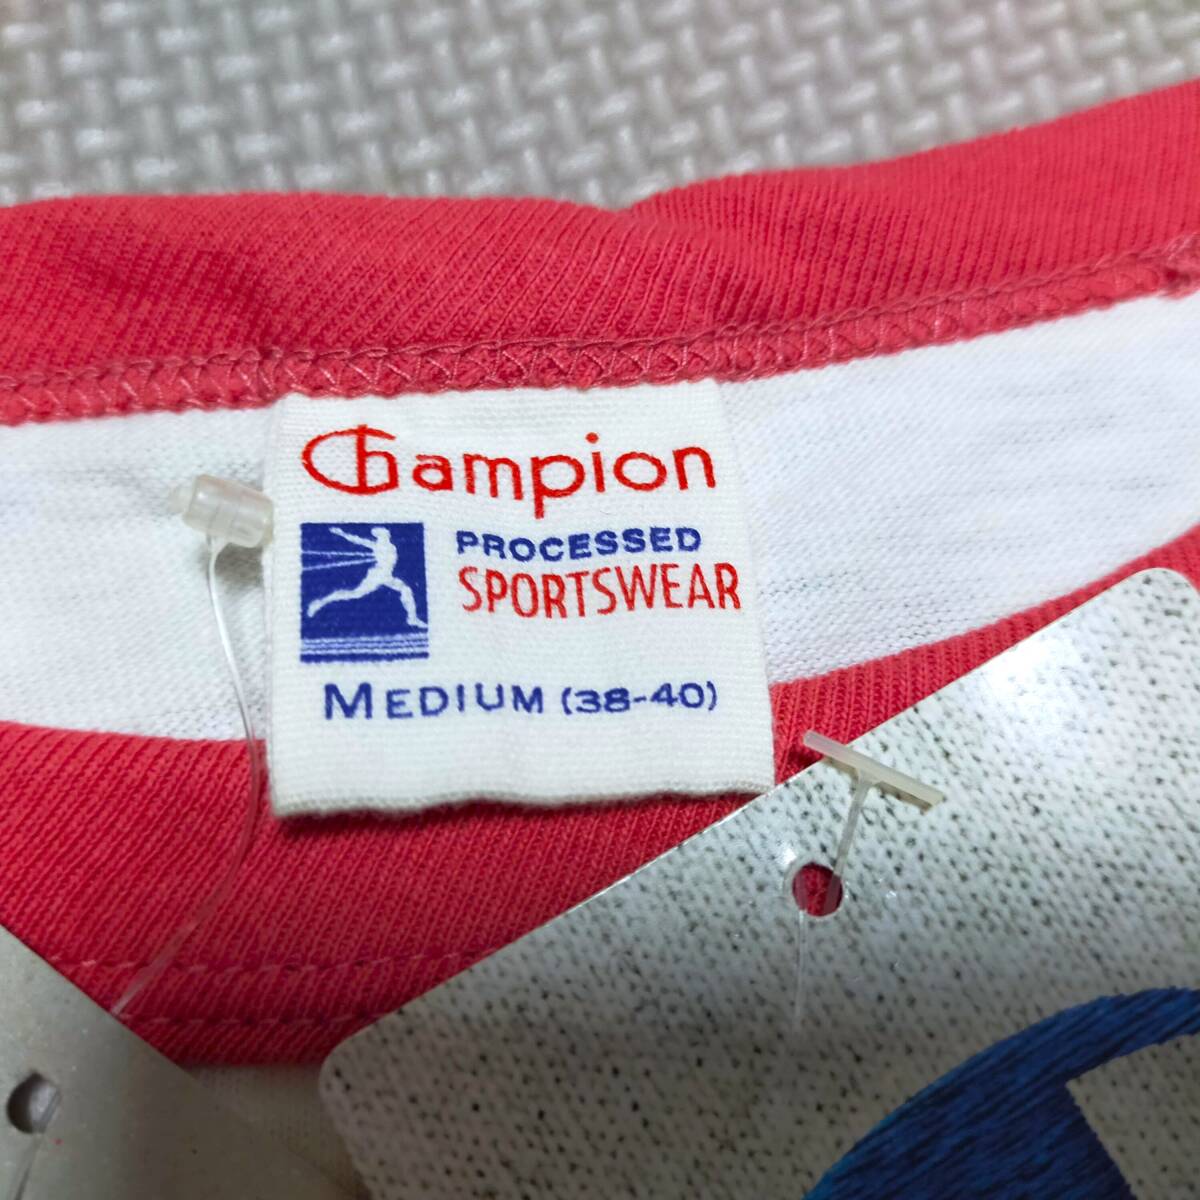 Champion
PROCESSED
SPORTSWEAR
MEDIUM (38-40)